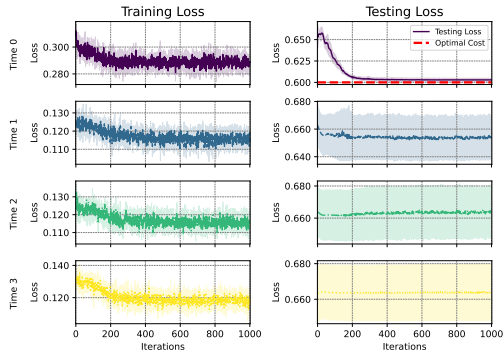 Training Loss
Testing Loss
Time 0
Loss
0.300
0.280
Loss
0.650
0.625
0.600
Testing Loss
Optimal Cost
Time 1
Loss
0.130
0.120
0.110
Loss
0.680
0.660
0.640
Time 2
Loss
0.130
0.120
0.110
Loss
0.680
0.660
Time 3
Loss
0.140
0.120
Loss
0.680
0.660
0 200 400 600 800 1000
0 200 400 600 800 1000
Iterations
Iterations